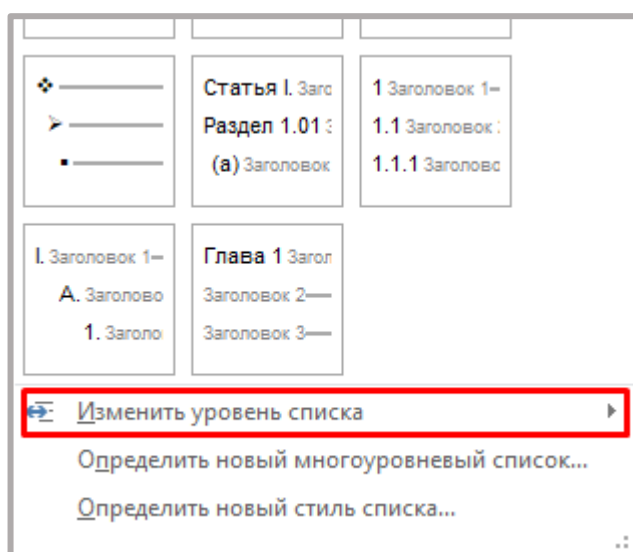 Статья I. Заго
Раздел 1.01 З
(a) Заголовок
1 Заголовок 1
1.1 Заголовок
1.1.1 Заголовс
I. Заголовок 1
A. Заголово
1. Заголо
Глава 1 Загол
Заголовок 2
Заголовок 3
Изменить уровень списка
Определить новый многоуровневый список...
Определить новый стиль списка...